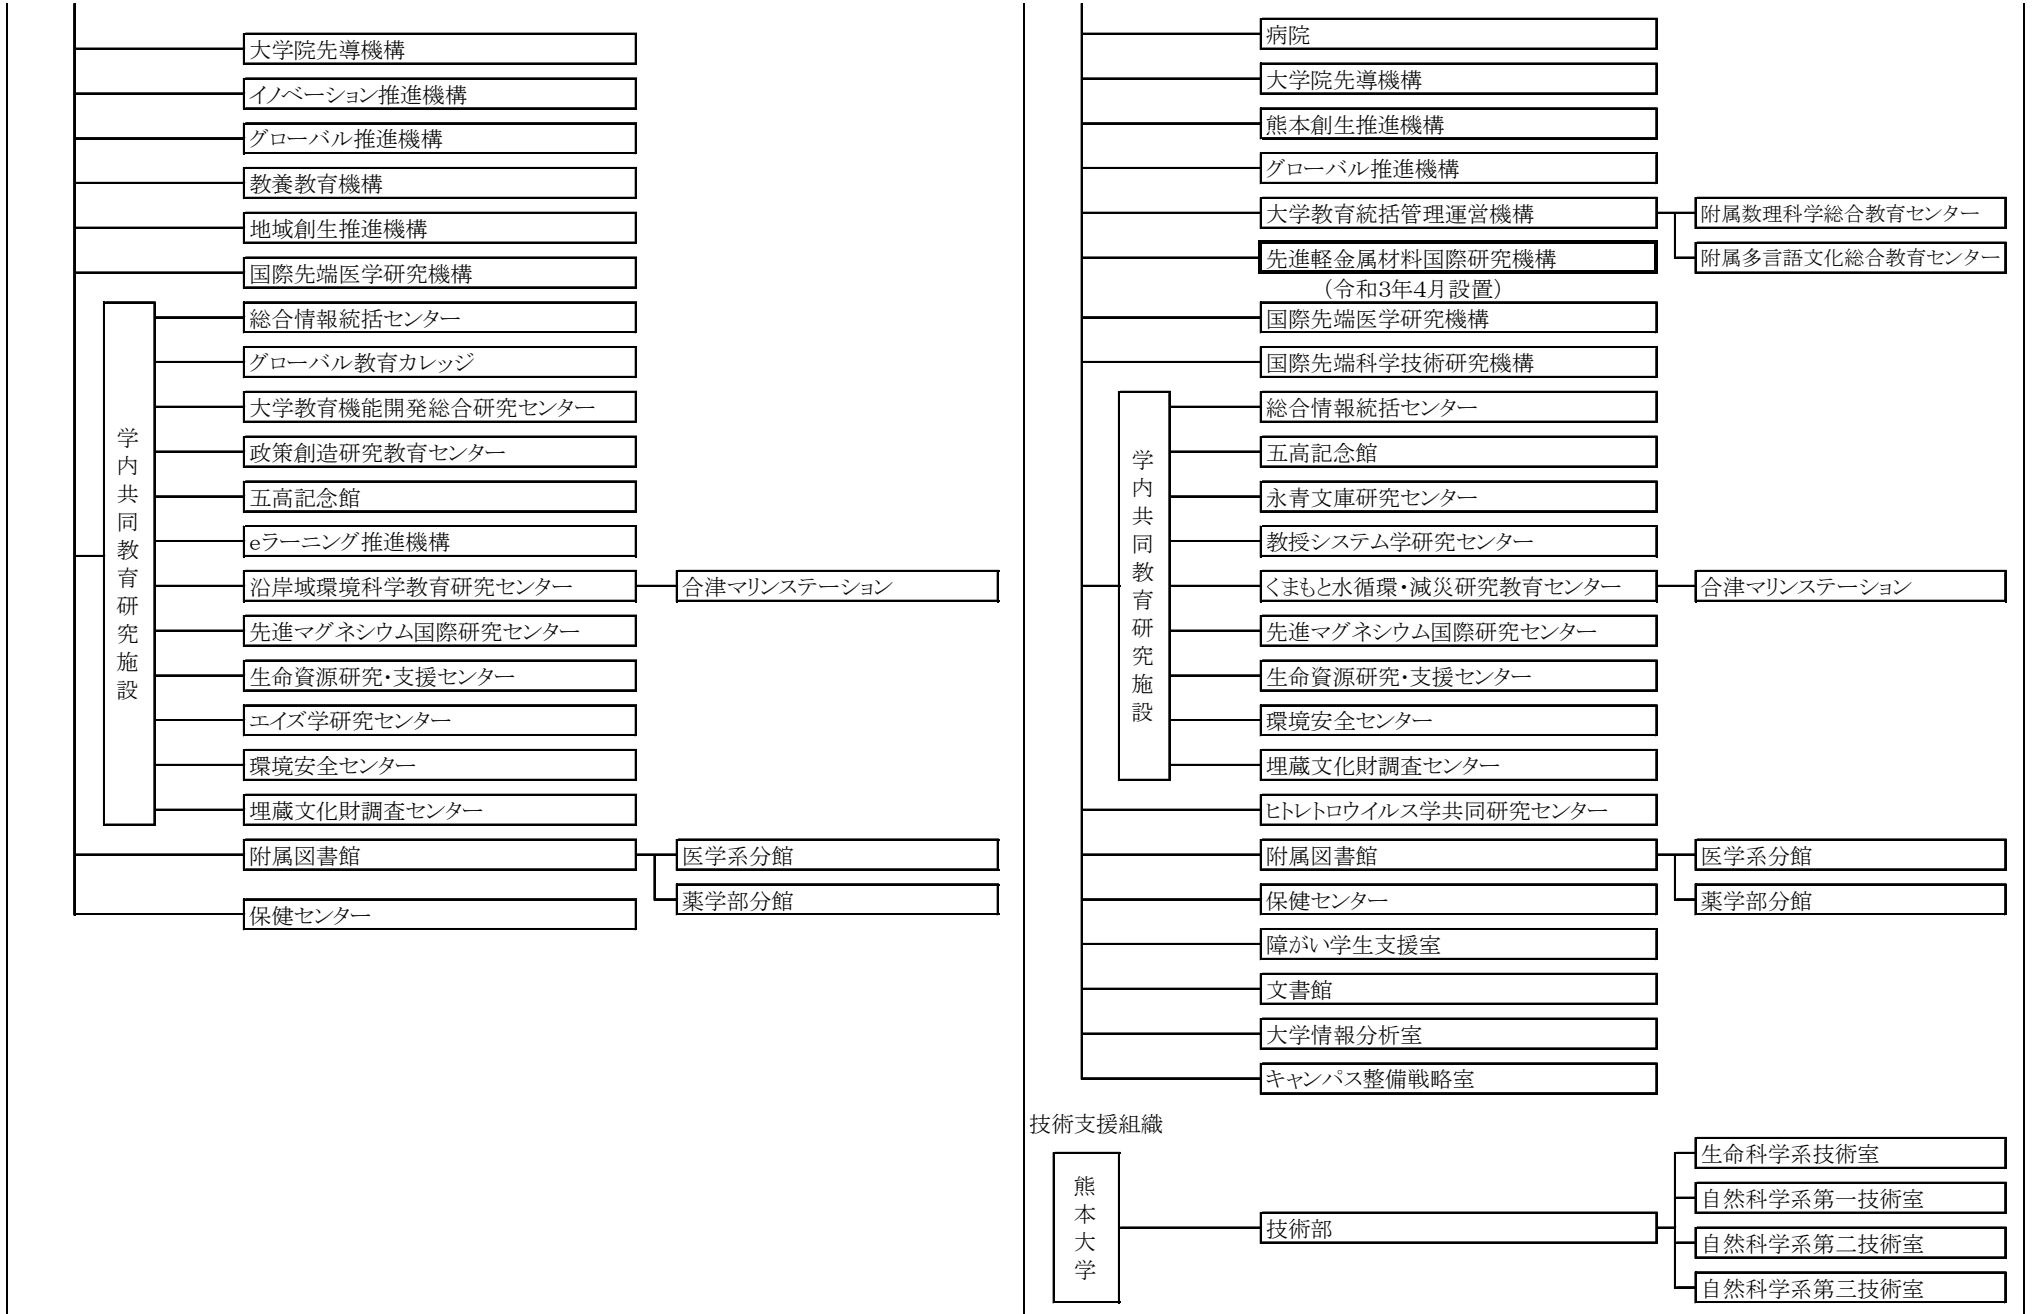 大学院先導機構
イノベーション推進機構
グローバル推進機構
教養教育機構
地域創生推進機構
国際先端医学研究機構
学内共同教育研究施設
総合情報統括センター
グローバル教育カレッジ
大学教育機能開発総合研究センター
政策創造研究教育センター
五高記念館
eラーニング推進機構
沿岸域環境科学教育研究センター
合津マリンステーション
先進マグネシウム国際研究センター
生命資源研究・支援センター
エイズ学研究センター
環境安全センター
埋蔵文化財調査センター
附属図書館
医学系分館
薬学部分館
保健センター
病院
大学院先導機構
熊本創生推進機構
グローバル推進機構
大学教育統括管理運営機構
附属数理科学総合教育センター
附属多言語文化総合教育センター
先進軽金属材料国際研究機構
（令和3年4月設置）
国際先端医学研究機構
国際先端科学技術研究機構
学内共同教育研究施設
総合情報統括センター
五高記念館
永青文庫研究センター
教授システム学研究センター
くまもと水循環・減災研究教育センター
合津マリンステーション
先進マグネシウム国際研究センター
生命資源研究・支援センター
環境安全センター
埋蔵文化財調査センター
ヒトレトロウイルス学共同研究センター
附属図書館
医学系分館
薬学部分館
保健センター
障がい学生支援室
文書館
大学情報分析室
キャンパス整備戦略室
技術支援組織
熊本大学
技術部
生命科学系技術室
自然科学系第一技術室
自然科学系第二技術室
自然科学系第三技術室